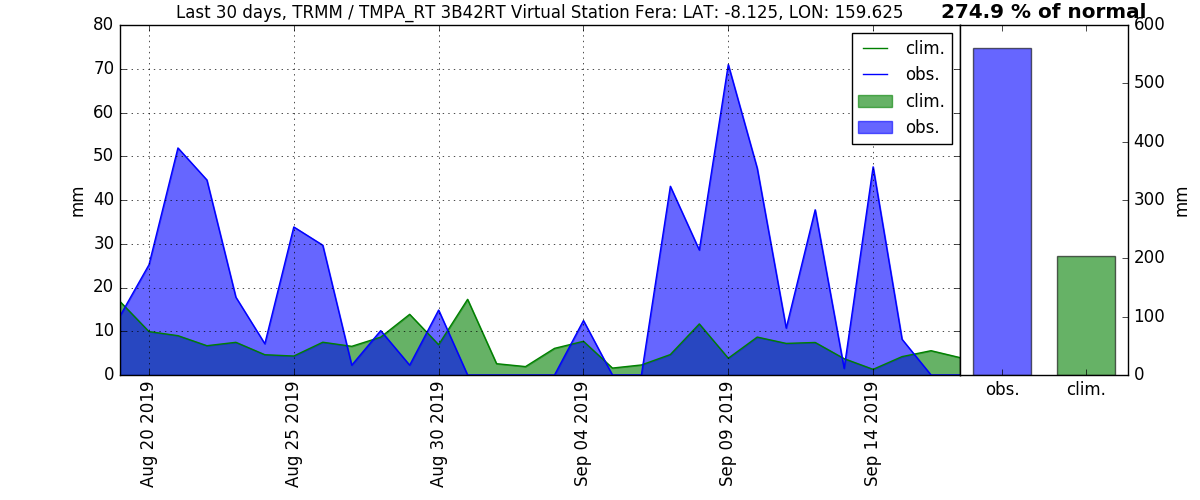 Last 30 days, TRMM / TMPA_RT 3B42RT Virtual Station Fera: LAT: -8.125, LON: 159.625
274.9 % of normal
80
70
60
50
40
30
20
10
0
mm
clim.
obs.
clim.
obs.
Aug 20 2019
Aug 25 2019
Aug 30 2019
Sep 04 2019
Sep 09 2019
Sep 14 2019
600
500
400
300
200
100
0
mm
obs.
clim.